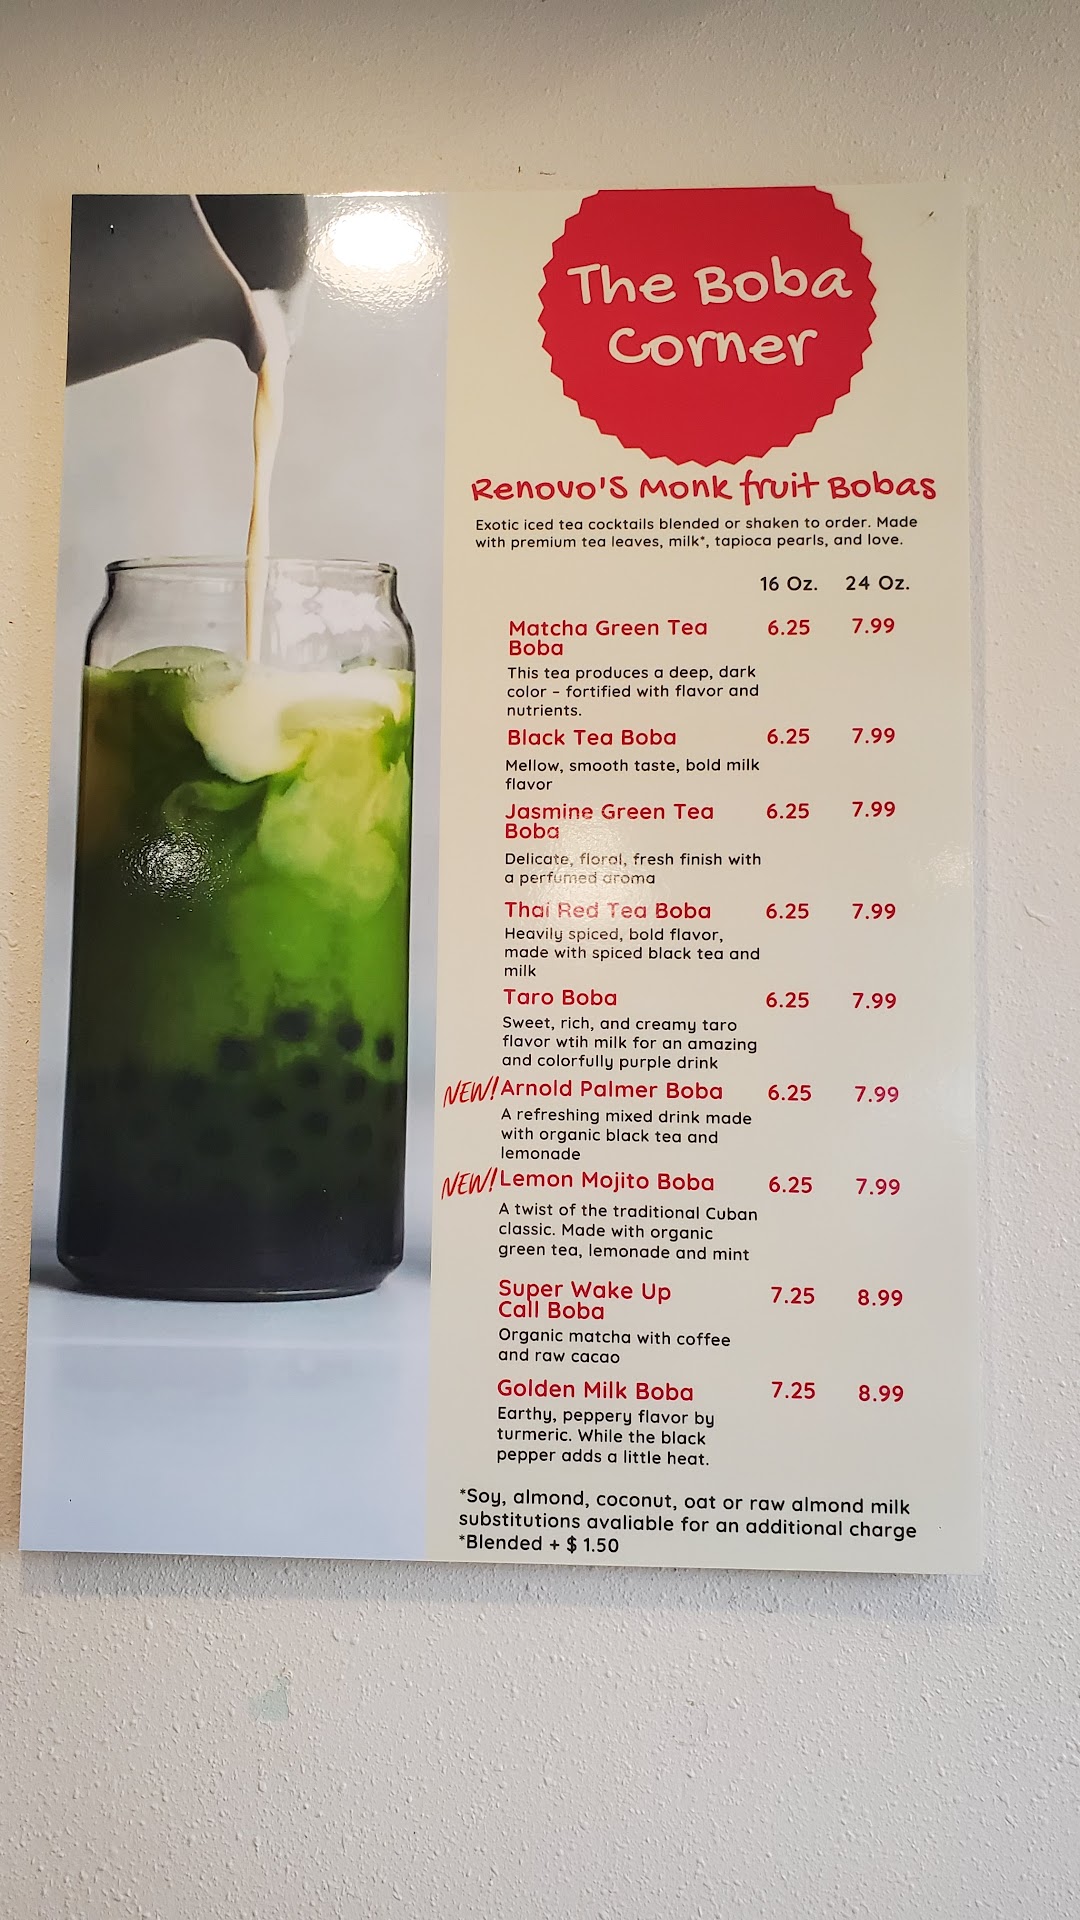 The Boba
Corner
Renovo's Monk fruit Bobas
Exotic iced tea cocktails blended or shaken to order. Made
with premium tea leaves, milk*, tapioca pearls, and love.
16 Oz. 24 Oz.
Matcha Green Tea 6.25 7.99
Boba
This tea produces a deep, dark
color – fortified with flavor and
nutrients.
Black Tea Boba 6.25 7.99
Mellow, smooth taste, bold milk
flavor
Jasmine Green Tea 6.25 7.99
Boba
Delicate, floral, fresh finish with
a perfumed aroma
Thai Red Tea Boba 6.25 7.99
Heavily spiced, bold flavor,
made with spiced black tea and
milk
Taro Boba 6.25 7.99
Sweet, rich, and creamy taro
flavor wtih milk for an amazing
and colorfully purple drink
NEW! Arnold Palmer Boba 6.25 7.99
A refreshing mixed drink made
with organic black tea and
lemonade
NEW! Lemon Mojito Boba 6.25 7.99
A twist of the traditional Cuban
classic. Made with organic
green tea, lemonade and mint
Super Wake Up 7.25 8.99
Call Boba
Organic matcha with coffee
and raw cacao
Golden Milk Boba 7.25 8.99
Earthy, peppery flavor by
turmeric. While the black
pepper adds a little heat.
*Soy, almond, coconut, oat or raw almond milk
substitutions avaliable for an additional charge
*Blended + $ 1.50